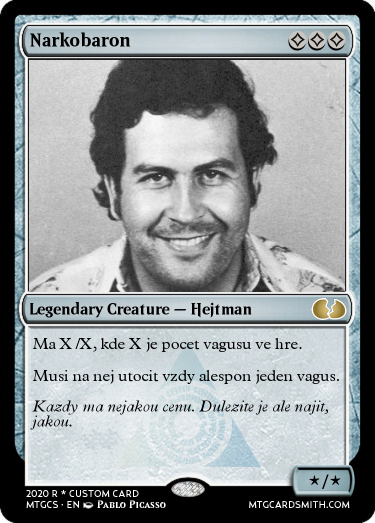 Narkobaron
Legendary Creature — Hejtman
Ma X /X, kde X je pocet vagusu ve hre.
Musi na nej utocit vzdy alespon jeden vagus.
Kazdy ma nejakou cenu. Dulezite je ale najit,
jakou.
★/★
2020 R * CUSTOM CARD
MTGCS · EN Pablo Picasso
MTGCARDSMITH.COM